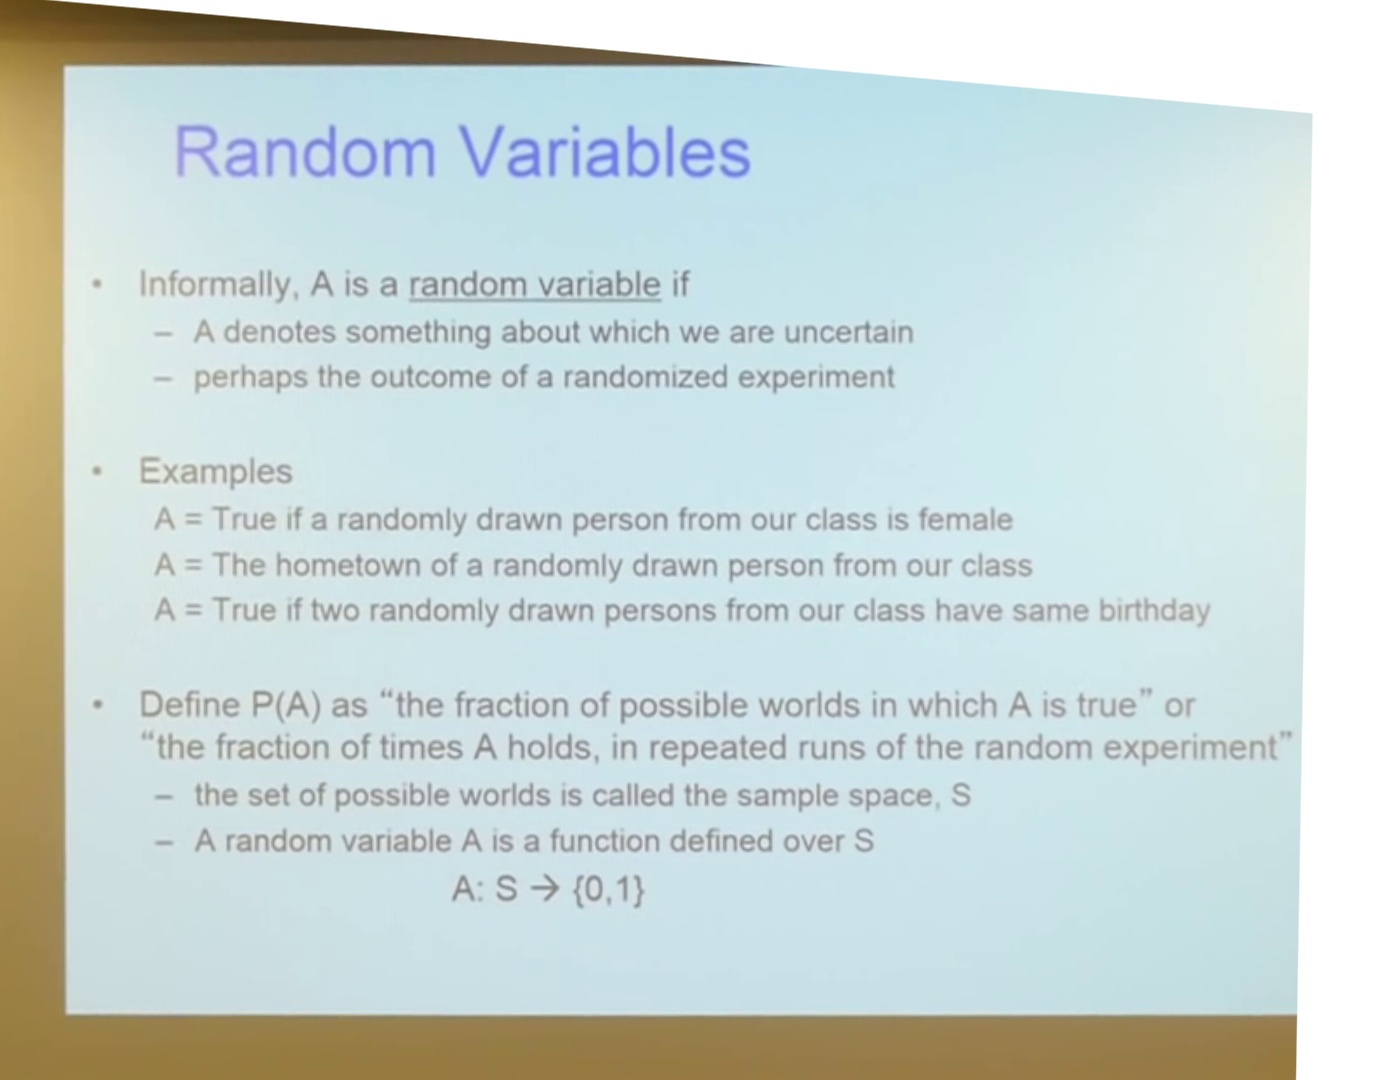 Random Variables
• Informally, A is a random variable if
– A denotes something about which we are uncertain
– perhaps the outcome of a randomized experiment
• Examples
A = True if a randomly drawn person from our class is female
A = The hometown of a randomly drawn person from our class
A = True if two randomly drawn persons from our class have same birthday
• Define P(A) as “the fraction of possible worlds in which A is true” or
“the fraction of times A holds, in repeated runs of the random experiment”
– the set of possible worlds is called the sample space, S
– A random variable A is a function defined over S
A: S → {0,1}